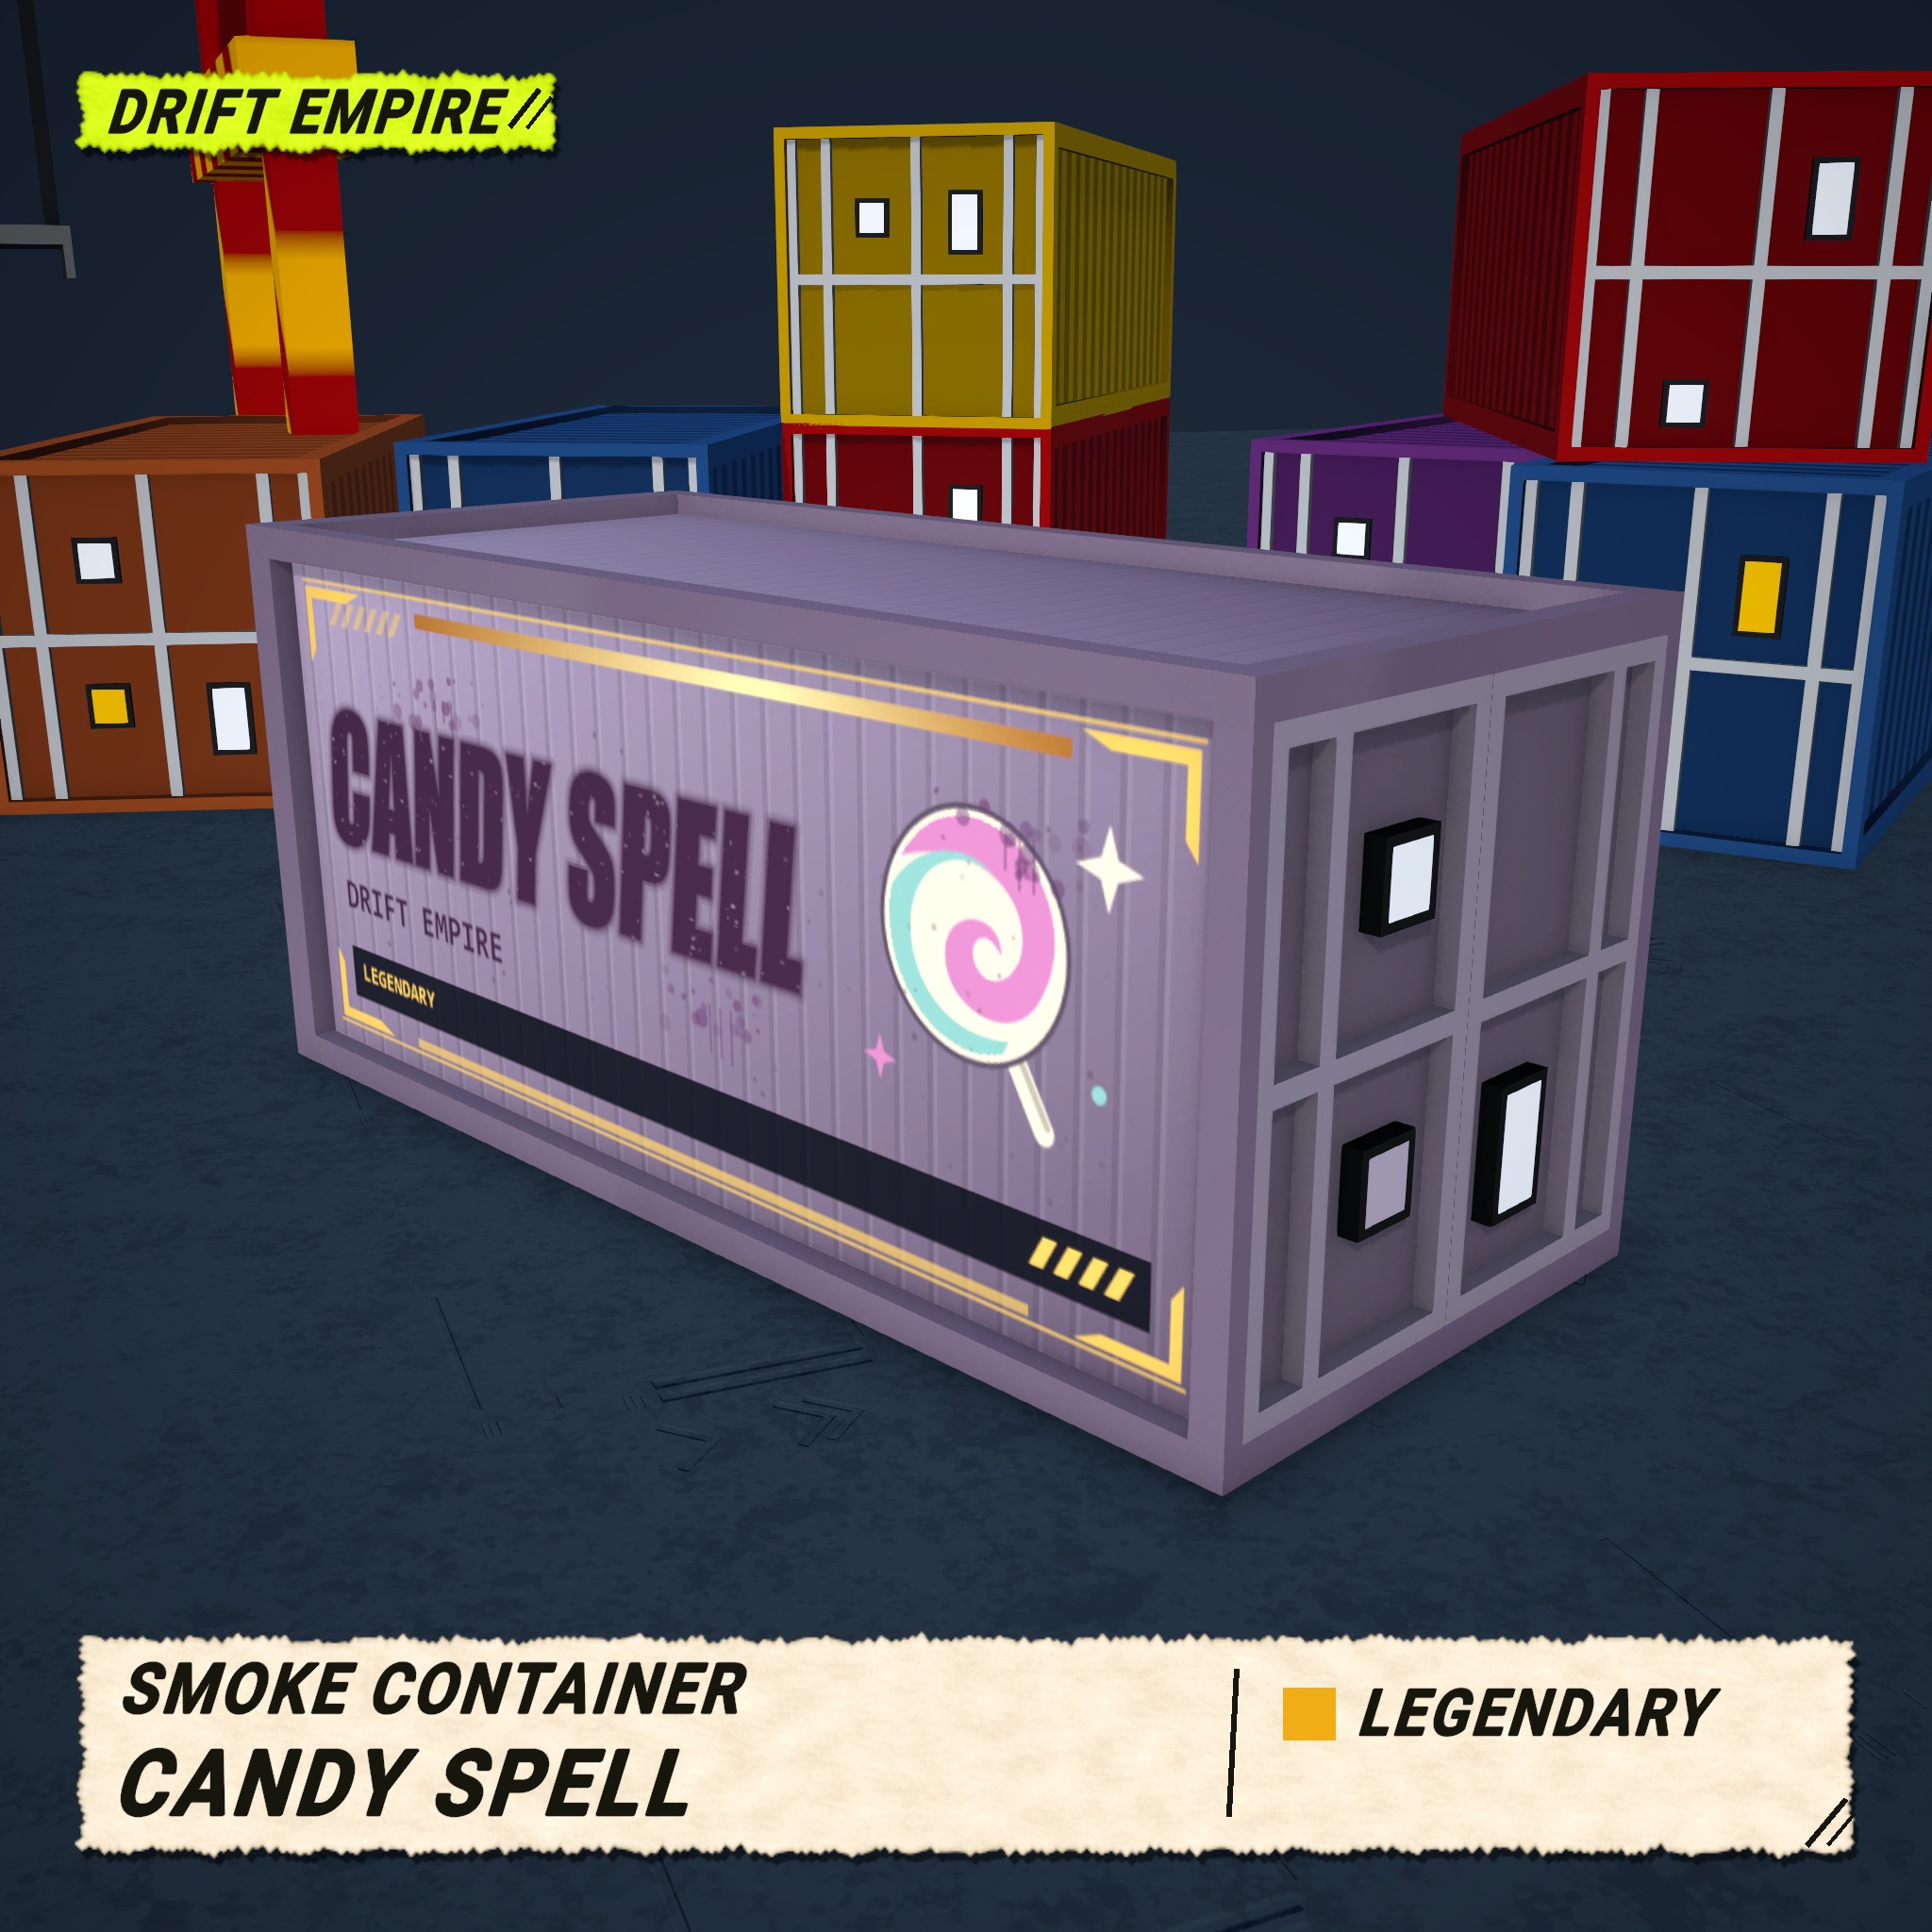 DRIFT EMPIRE//
CANDY SPELL
DRIFT EMPIRE
LEGENDARY
SMOKE CONTAINER
CANDY SPELL
LEGENDARY